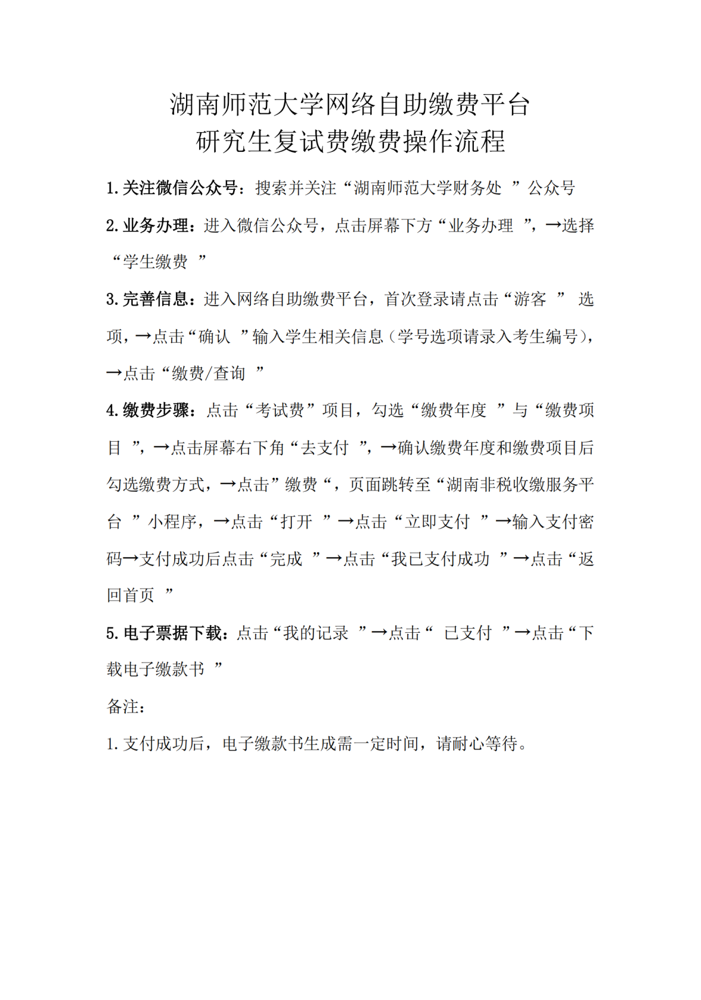 湖南师范大学网络自助缴费平台
研究生复试费缴费操作流程
1.关注微信公众号：搜索并关注“湖南师范大学财务处 ”公众号
2.业务办理：进入微信公众号，点击屏幕下方“业务办理 ”，→选择
“学生缴费 ”
3.完善信息：进入网络自助缴费平台，首次登录请点击“游客 ” 选
项，→点击“确认 ”输入学生相关信息（学号选项请录入考生编号），
→点击“缴费/查询 ”
4.缴费步骤：点击“考试费”项目，勾选“缴费年度 ”与“缴费项
目 ”，→点击屏幕右下角“去支付 ”，→确认缴费年度和缴费项目后
勾选缴费方式，→点击”缴费“，页面跳转至“湖南非税收缴服务平
台 ”小程序，→点击“打开 ”→点击“立即支付 ”→输入支付密
码→支付成功后点击“完成 ”→点击“我已支付成功 ”→点击“返
回首页 ”
5.电子票据下载：点击“我的记录 ”→点击“ 已支付 ”→点击“下
载电子缴款书 ”
备注：
1.支付成功后，电子缴款书生成需一定时间，请耐心等待。